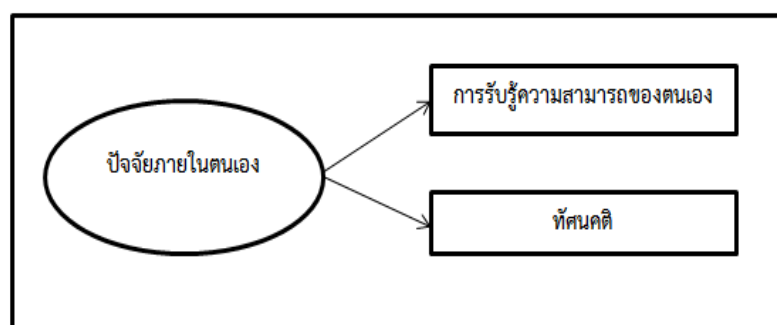 การรับรู้ความสามารถของตนเอง
ปัจจัยภายในตนเอง
ทัศนคติ